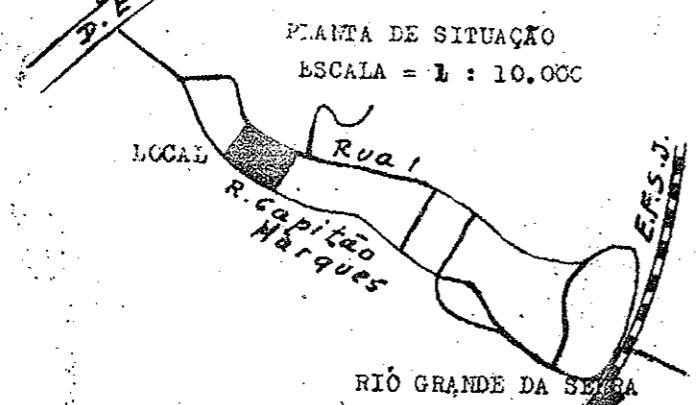 D. E
PLANTA DE SITUAÇÃO
ESCALA = 1 : 10.000
LOCAL
Rua 1
R. Capitão
Marques
E.F.S.J.
RIO GRANDE DA SERRA